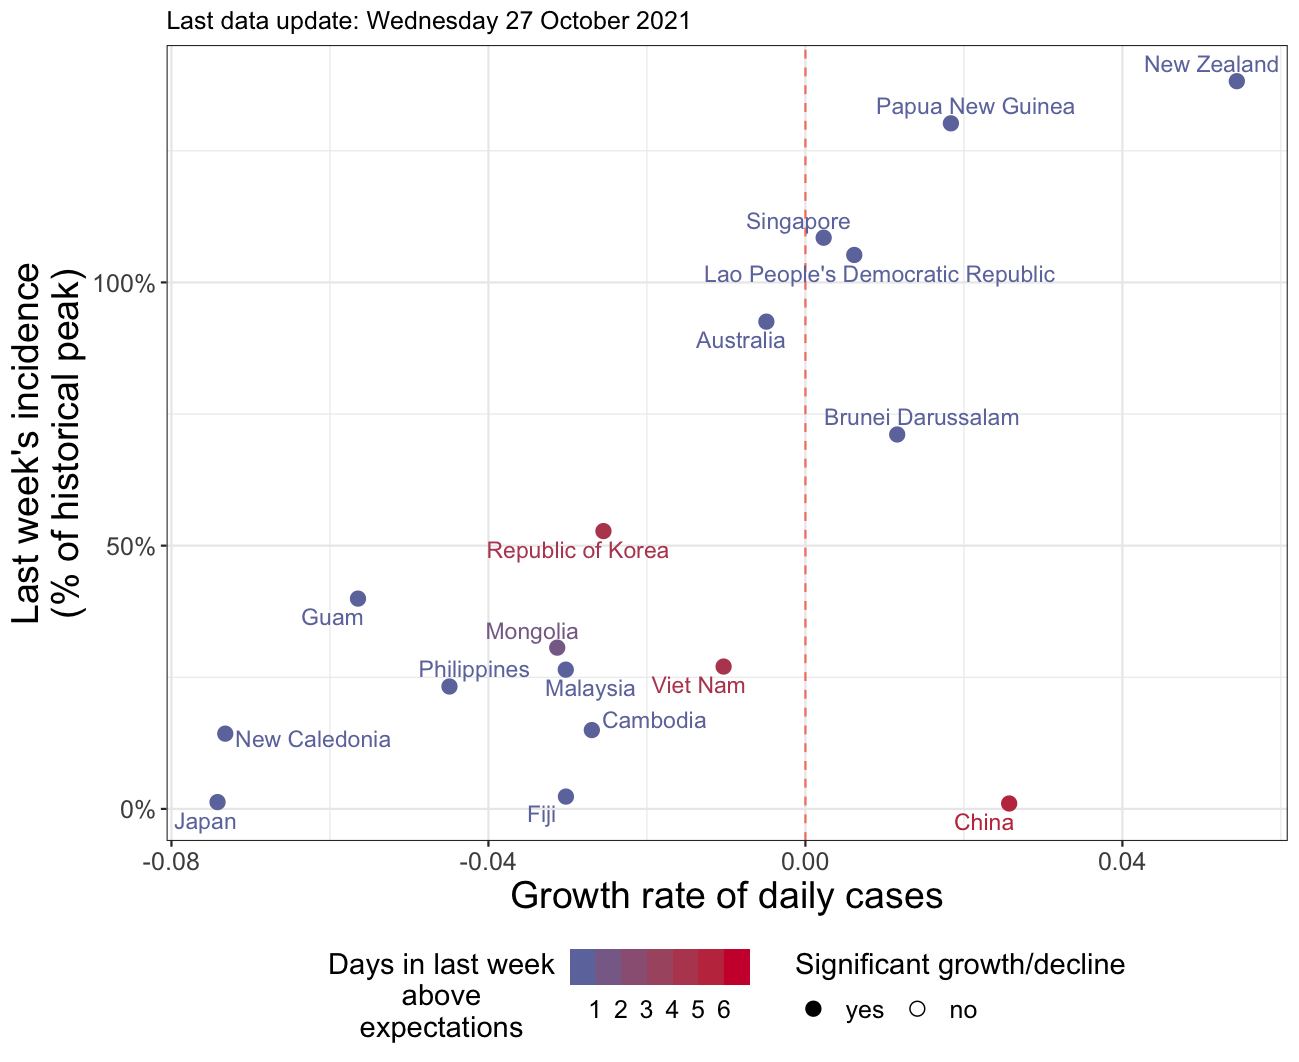 Last data update: Wednesday 27 October 2021
New Zealand
Papua New Guinea
Singapore
Lao People's Democratic Republic
Australia
Brunei Darussalam
Republic of Korea
Guam
Mongolia
Philippines
Malaysia
Viet Nam
Cambodia
New Caledonia
Fiji
Japan
China
100%
50%
0%
Last week's incidence
(% of historical peak)
-0.08
-0.04
0.00
0.04
Growth rate of daily cases
Days in last week
above
expectations
1 2 3 4 5 6
Significant growth/decline
yes no